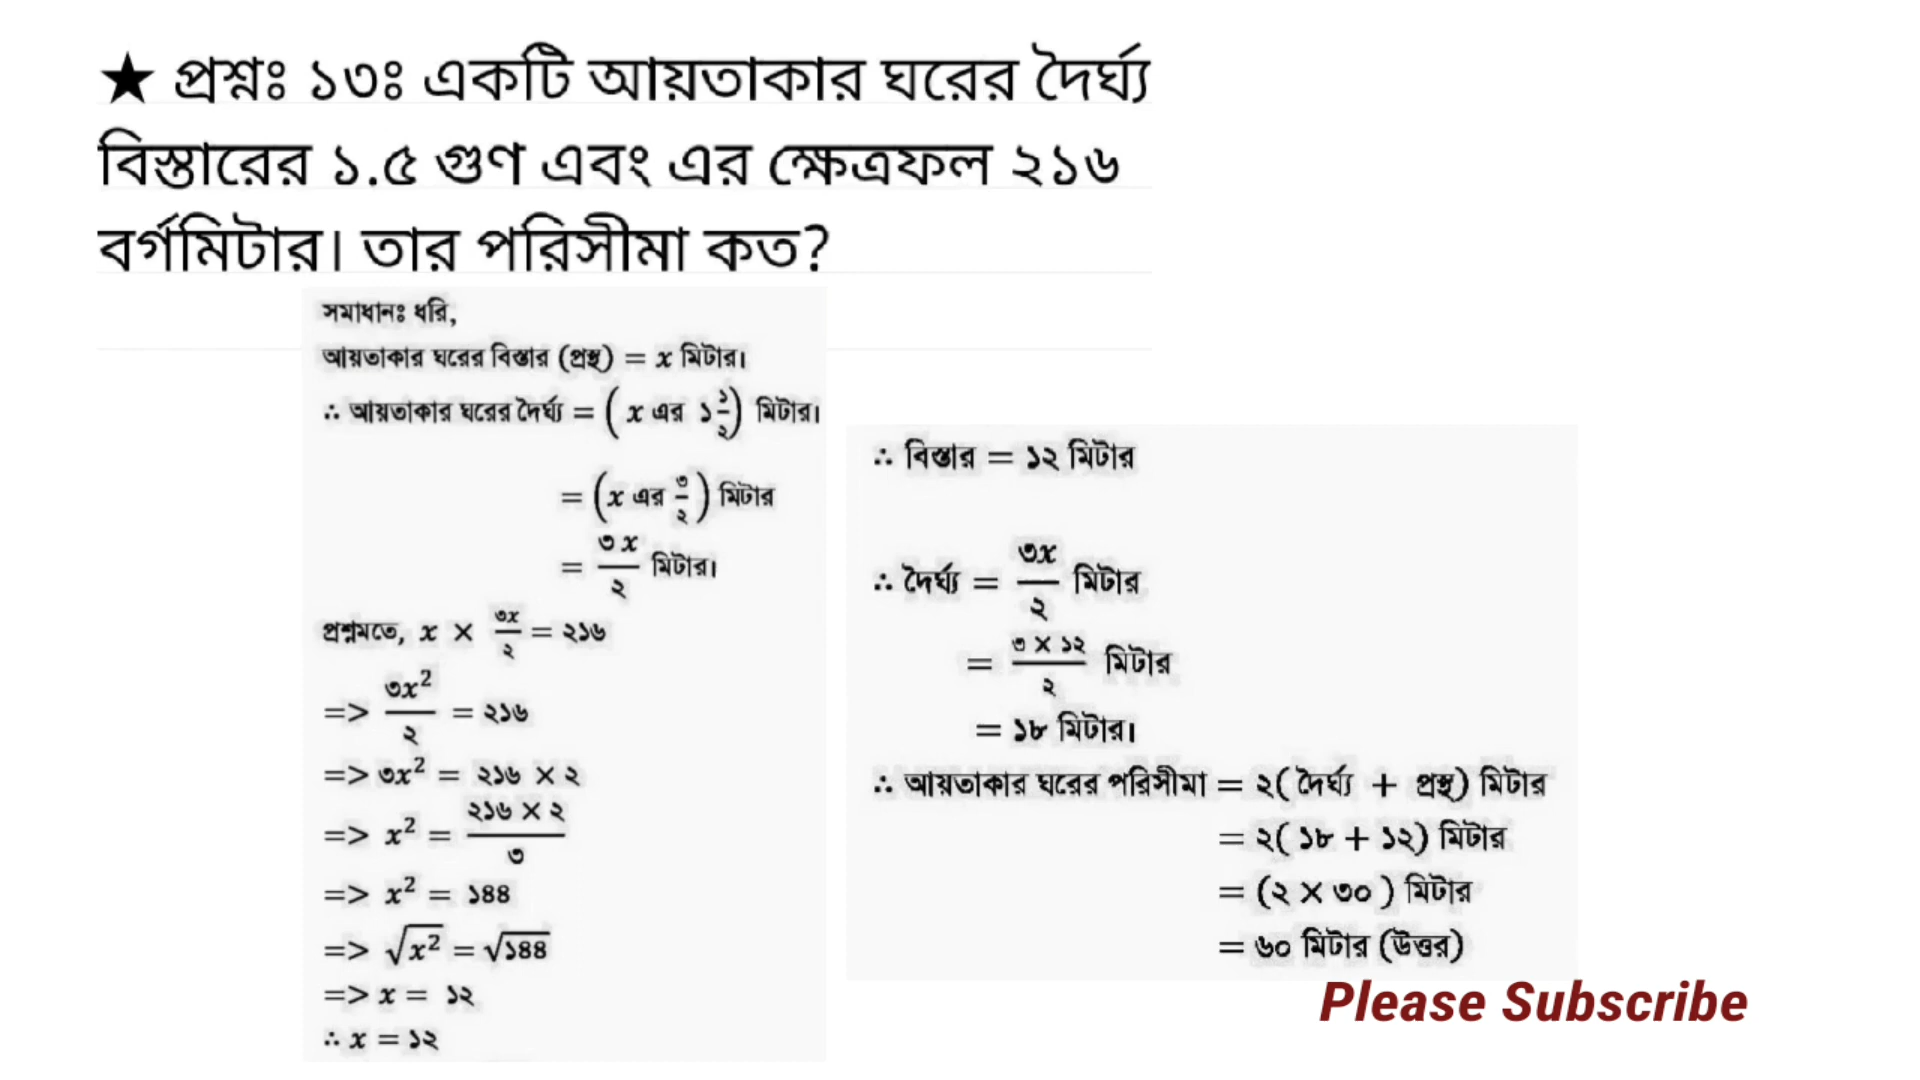 ★ প্রশ্নঃ ১৩ঃ একটি আয়তাকার ঘরের দৈর্ঘ্য
বিস্তারের ১.৫ গুণ এবং এর ক্ষেত্রফল ২১৬
বর্গমিটার। তার পরিসীমা কত?
সমাধানঃ ধরি,
আয়তাকার ঘরের বিস্তার (প্রস্থ) = x মিটার।
∴ আয়তাকার ঘরের দৈর্ঘ্য = ( x এর ১ ১/২ ) মিটার।
= (x এর ৩/২ ) মিটার
= ৩x/২ মিটার।
প্রশ্নমতে, x × ৩x/২ = ২১৬
=> ৩x²/২ = ২১৬
=> ৩x² = ২১৬ × ২
=> x² = ২১৬ × ২/৩
=> x² = ১৪৪
=> √x² = √১৪৪
=> x = ১২
∴ x = ১২
∴ বিস্তার = ১২ মিটার
∴ দৈর্ঘ্য = ৩x/২ মিটার
= ৩ × ১২/২ মিটার
= ১৮ মিটার।
∴ আয়তাকার ঘরের পরিসীমা = ২( দৈর্ঘ্য + প্রস্থ) মিটার
= ২( ১৮ + ১২) মিটার
= (২ × ৩০ ) মিটার
= ৬০ মিটার (উত্তর)
Please Subscribe